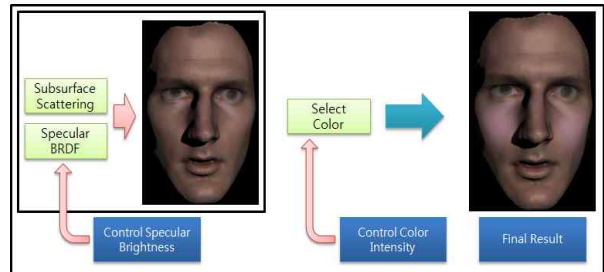 Subsurface
Scattering
Specular
BRDF
Select
Color
Control Specular
Brightness
Control Color
Intensity
Final Result